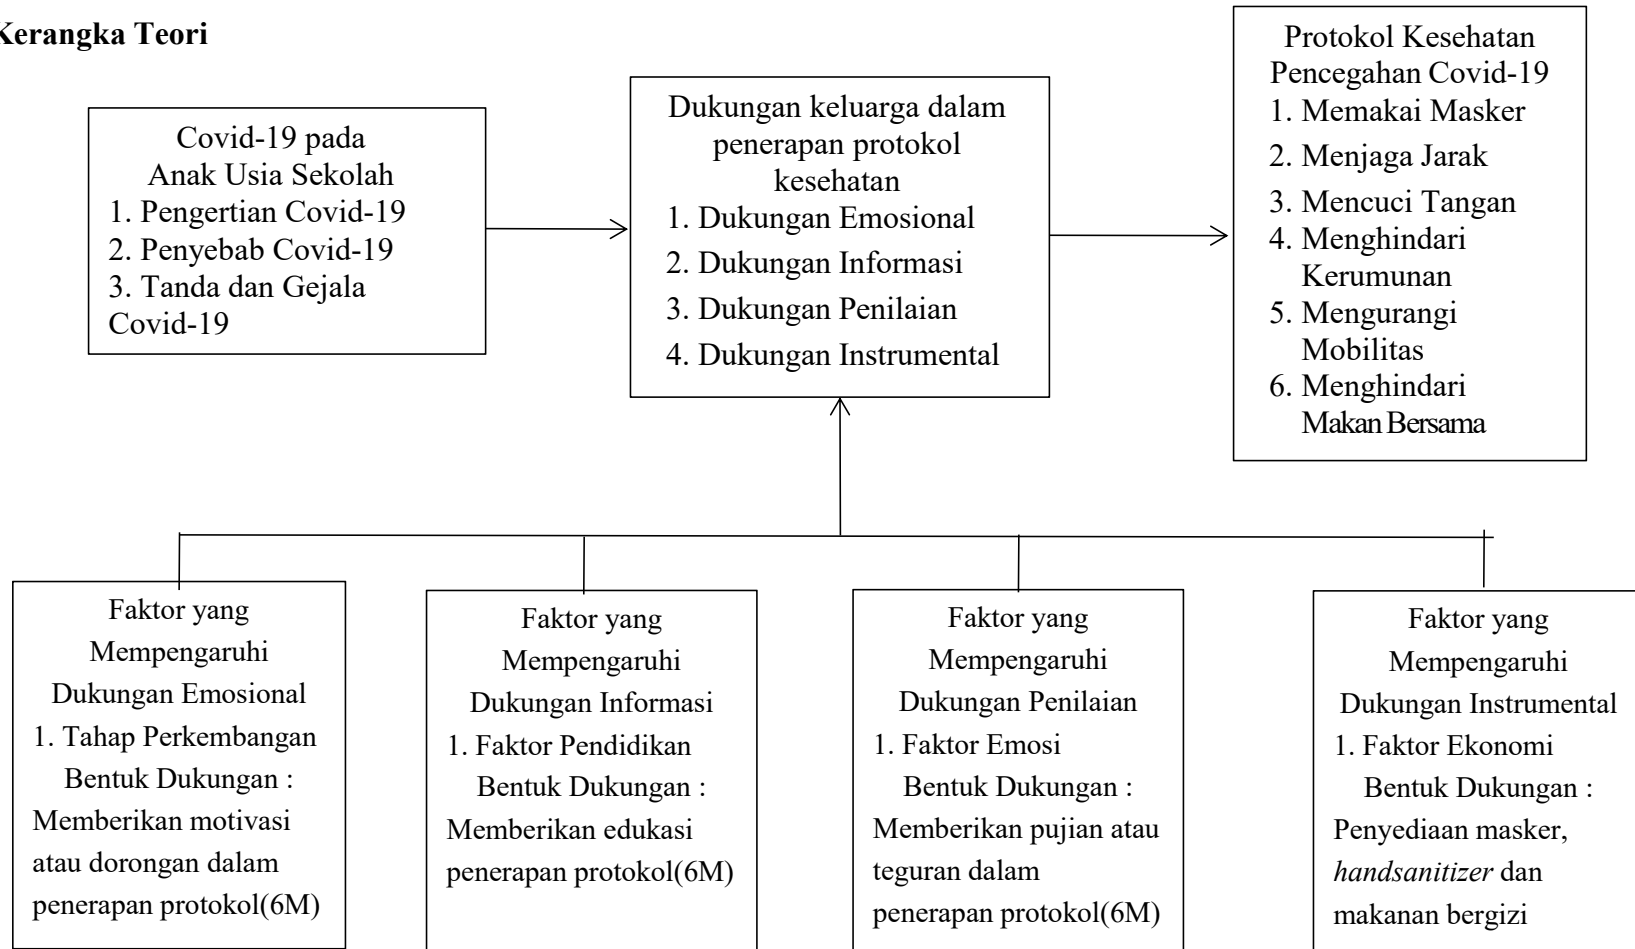 Kerangka Teori
Covid-19 pada
Anak Usia Sekolah
1. Pengertian Covid-19
2. Penyebab Covid-19
3. Tanda dan Gejala
Covid-19
Dukungan keluarga dalam
penerapan protokol
kesehatan
1. Dukungan Emosional
2. Dukungan Informasi
3. Dukungan Penilaian
4. Dukungan Instrumental
Protokol Kesehatan
Pencegahan Covid-19
1. Memakai Masker
2. Menjaga Jarak
3. Mencuci Tangan
4. Menghindari
Kerumunan
5. Mengurangi
Mobilitas
6. Menghindari
Makan Bersama
Faktor yang
Mempengaruhi
Dukungan Emosional
1. Tahap Perkembangan
Bentuk Dukungan :
Memberikan motivasi
atau dorongan dalam
penerapan protokol(6M)
Faktor yang
Mempengaruhi
Dukungan Informasi
1. Faktor Pendidikan
Bentuk Dukungan :
Memberikan edukasi
penerapan protokol(6M)
Faktor yang
Mempengaruhi
Dukungan Penilaian
1. Faktor Emosi
Bentuk Dukungan :
Memberikan pujian atau
teguran dalam
penerapan protokol(6M)
Faktor yang
Mempengaruhi
Dukungan Instrumental
1. Faktor Ekonomi
Bentuk Dukungan :
Penyediaan masker,
handsanitizer dan
makanan bergizi